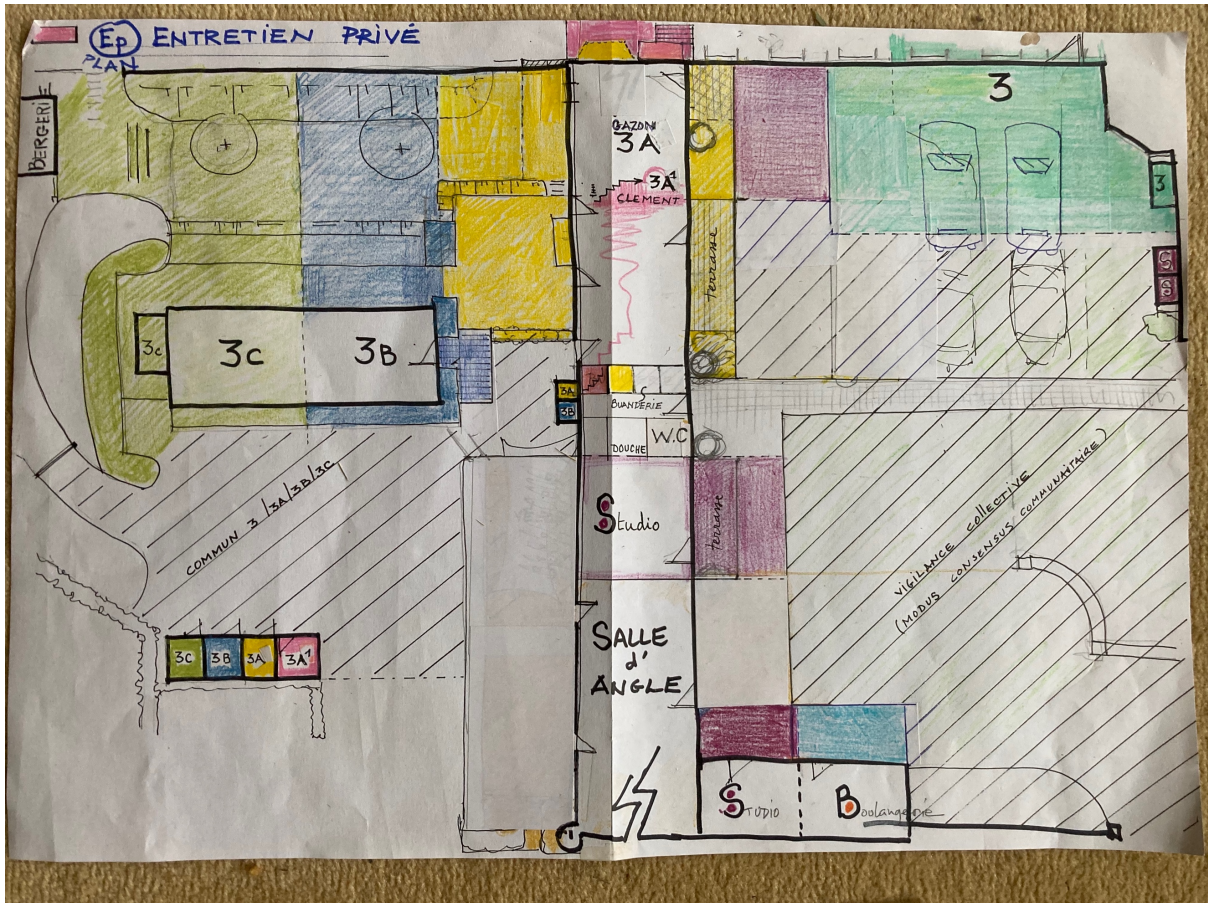 Ep ENTRETIEN PRIVÉ
PLAN
BERGERIE
3
GAZON
3A
3A¹
CLEMENT
3
terrasse
S
S
3c
3C
3B
3A
3B
BUANDERIE
DOUCHE
W.C
COMMUN 3 / 3A / 3B / 3C
Studio
terrasse
VIGILANCE COLLECTIVE
(MODUS CONSENSUS COMMUNAUTAIRE)
3C
3B
3A
3A¹
SALLE
d'
ANGLE
STUDIO
Boulangerie